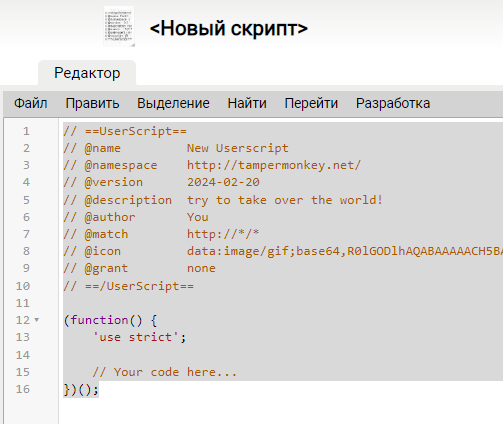 <Новый скрипт>
Редактор
Файл Править Выделение Найти Перейти Разработка
1 // ==UserScript==
2 // @name         New Userscript
3 // @namespace    http://tampermonkey.net/
4 // @version      2024-02-20
5 // @description  try to take over the world!
6 // @author       You
7 // @match        http://*/*
8 // @icon         data:image/gif;base64,R0lGODlhAQABAAAAACH5BA
9 // @grant        none
10 // ==/UserScript==
11
12 (function() {
13     'use strict';
14
15     // Your code here...
16 })();